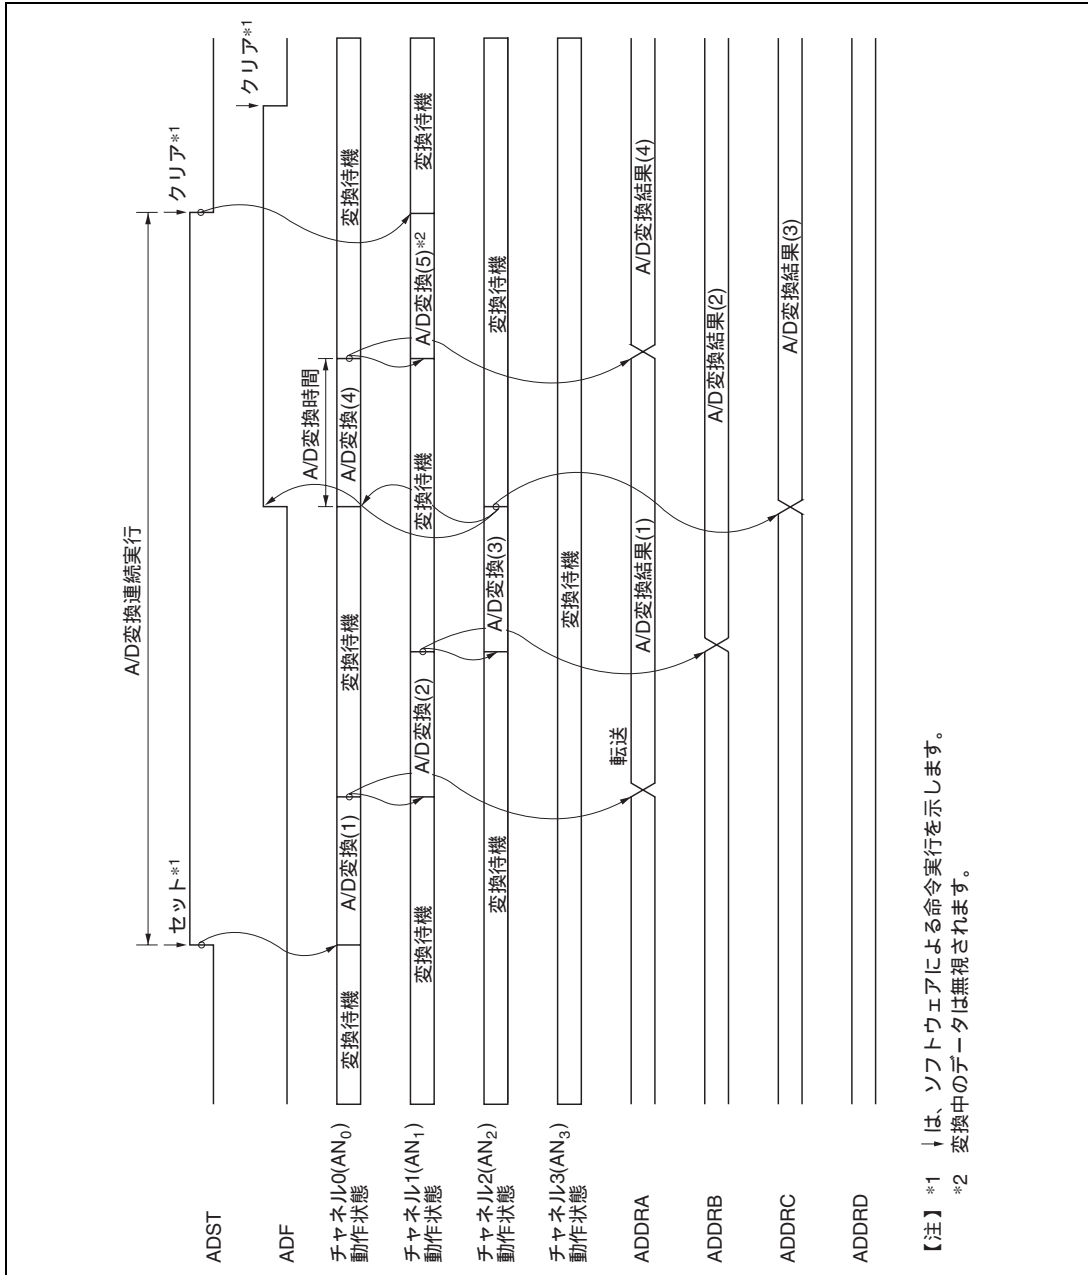 A/D変換連続実行
セット*1
クリア*1
クリア*1
ADST
ADF
A/D変換時間
チャネル0(AN0)
動作状態
変換待機
A/D変換(1)
変換待機
A/D変換(4)
変換待機
チャネル1(AN1)
動作状態
変換待機
A/D変換(2)
変換待機
A/D変換(5)*2
変換待機
チャネル2(AN2)
動作状態
変換待機
A/D変換(3)
変換待機
チャネル3(AN3)
動作状態
変換待機
転送
ADDRA
A/D変換結果(1)
A/D変換結果(4)
ADDRB
A/D変換結果(2)
ADDRC
A/D変換結果(3)
ADDRD
【注】 *1 ↓は、ソフトウェアによる命令実行を示します。
*2 変換中のデータは無視されます。